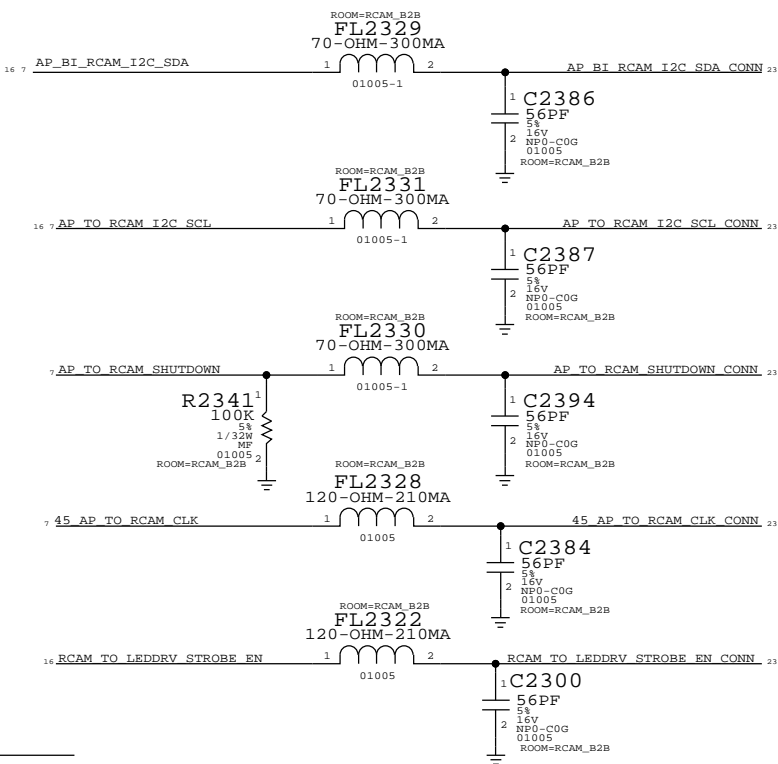 ROOM=RCAM_B2B
FL2329
70-OHM-300MA
16 7 AP_BI_RCAM_I2C_SDA 1 2 AP_BI_RCAM_I2C_SDA_CONN 23
01005-1
1 C2386
56PF
5%
2 16V
NP0-C0G
01005
ROOM=RCAM_B2B
ROOM=RCAM_B2B
FL2331
70-OHM-300MA
16 7 AP_TO_RCAM_I2C_SCL 1 2 AP_TO_RCAM_I2C_SCL_CONN 23
01005-1
1 C2387
56PF
5%
2 16V
NP0-C0G
01005
ROOM=RCAM_B2B
ROOM=RCAM_B2B
FL2330
70-OHM-300MA
7 AP_TO_RCAM_SHUTDOWN 1 2 AP_TO_RCAM_SHUTDOWN_CONN 23
01005-1
R2341 1
100K
5%
1/32W
MF
01005 2
ROOM=RCAM_B2B
1 C2394
56PF
5%
2 16V
NP0-C0G
01005
ROOM=RCAM_B2B
ROOM=RCAM_B2B
FL2328
120-OHM-210MA
7 45_AP_TO_RCAM_CLK 1 2 45_AP_TO_RCAM_CLK_CONN 23
01005
1 C2384
56PF
5%
2 16V
NP0-C0G
01005
ROOM=RCAM_B2B
ROOM=RCAM_B2B
FL2322
120-OHM-210MA
16 RCAM_TO_LEDDRV_STROBE_EN 1 2 RCAM_TO_LEDDRV_STROBE_EN_CONN 23
01005
1 C2300
56PF
5%
2 16V
NP0-C0G
01005
ROOM=RCAM_B2B